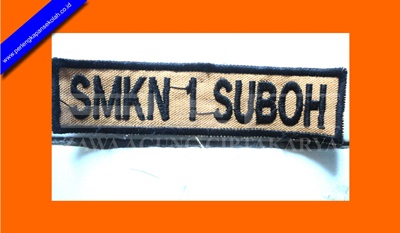 www.perlengkapansekolah.co.id
SMKN 1 SUBOH